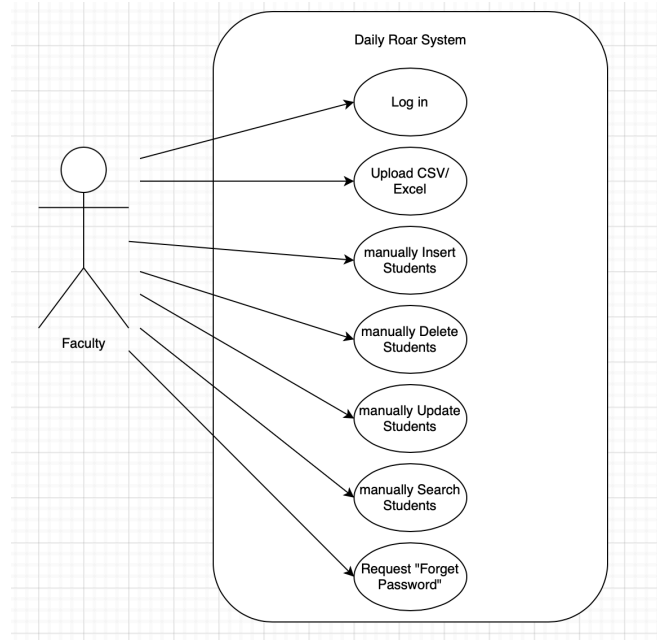 Daily Roar System
Log in
Upload CSV/
Excel
manually Insert
Students
manually Delete
Students
Faculty
manually Update
Students
manually Search
Students
Request "Forget
Password"